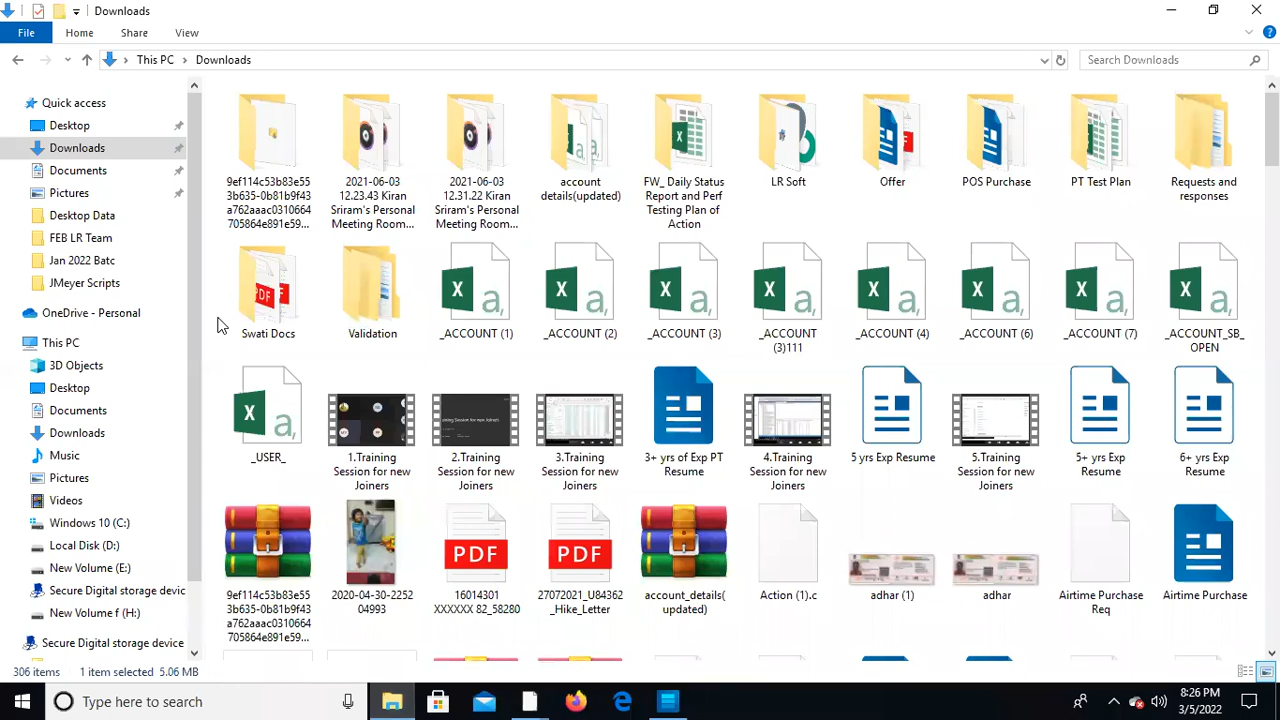 Downloads
File Home Share View
This PC Downloads Search Downloads
Quick access
Desktop
Downloads
Documents
Pictures
Desktop Data
FEB LR Team
Jan 2022 Batc
JMeyer Scripts
OneDrive - Personal
This PC
3D Objects
Desktop
Documents
Downloads
Music
Pictures
Videos
Windows 10 (C:)
Local Disk (D:)
New Volume (E:)
Secure Digital storage devic
New Volume f (H:)
Secure Digital storage device
9ef114c53b83e55
3b635-0b81b9f43
a762aaac0310664
705864e891e59...
2021-06-03
12.23.43 Kiran
Sriram's Personal
Meeting Room...
2021-06-03
12.31.22 Kiran
Sriram's Personal
Meeting Room...
account
details(updated)
FW_ Daily Status
Report and Perf
Testing Plan of
Action
LR Soft
Offer
POS Purchase
PT Test Plan
Requests and
responses
PDF
Swati Docs
Validation
X a,
_ACCOUNT (1)
X a,
_ACCOUNT (2)
X a,
_ACCOUNT (3)
X a,
_ACCOUNT
(3)111
X a,
_ACCOUNT (4)
X a,
_ACCOUNT (6)
X a,
_ACCOUNT (7)
X a,
_ACCOUNT_SB_
OPEN
X a,
_USER_
1.Training
Session for new
Joiners
2.Training
Session for new
Joiners
3.Training
Session for new
Joiners
3+ yrs of Exp PT
Resume
4.Training
Session for new
Joiners
5 yrs Exp Resume
5.Training
Session for new
Joiners
5+ yrs Exp
Resume
6+ yrs Exp
Resume
9ef114c53b83e55
3b635-0b81b9f43
a762aaac0310664
705864e891e59...
2020-04-30-2252
04993
PDF
16014301
XXXXXX 82_58280
PDF
27072021_U84362
_Hike_Letter
account_details(
updated)
Action (1).c
adhar (1)
adhar
Airtime Purchase
Req
Airtime Purchase
306 items 1 item selected 5.06 MB
Type here to search
8:26 PM
3/5/2022